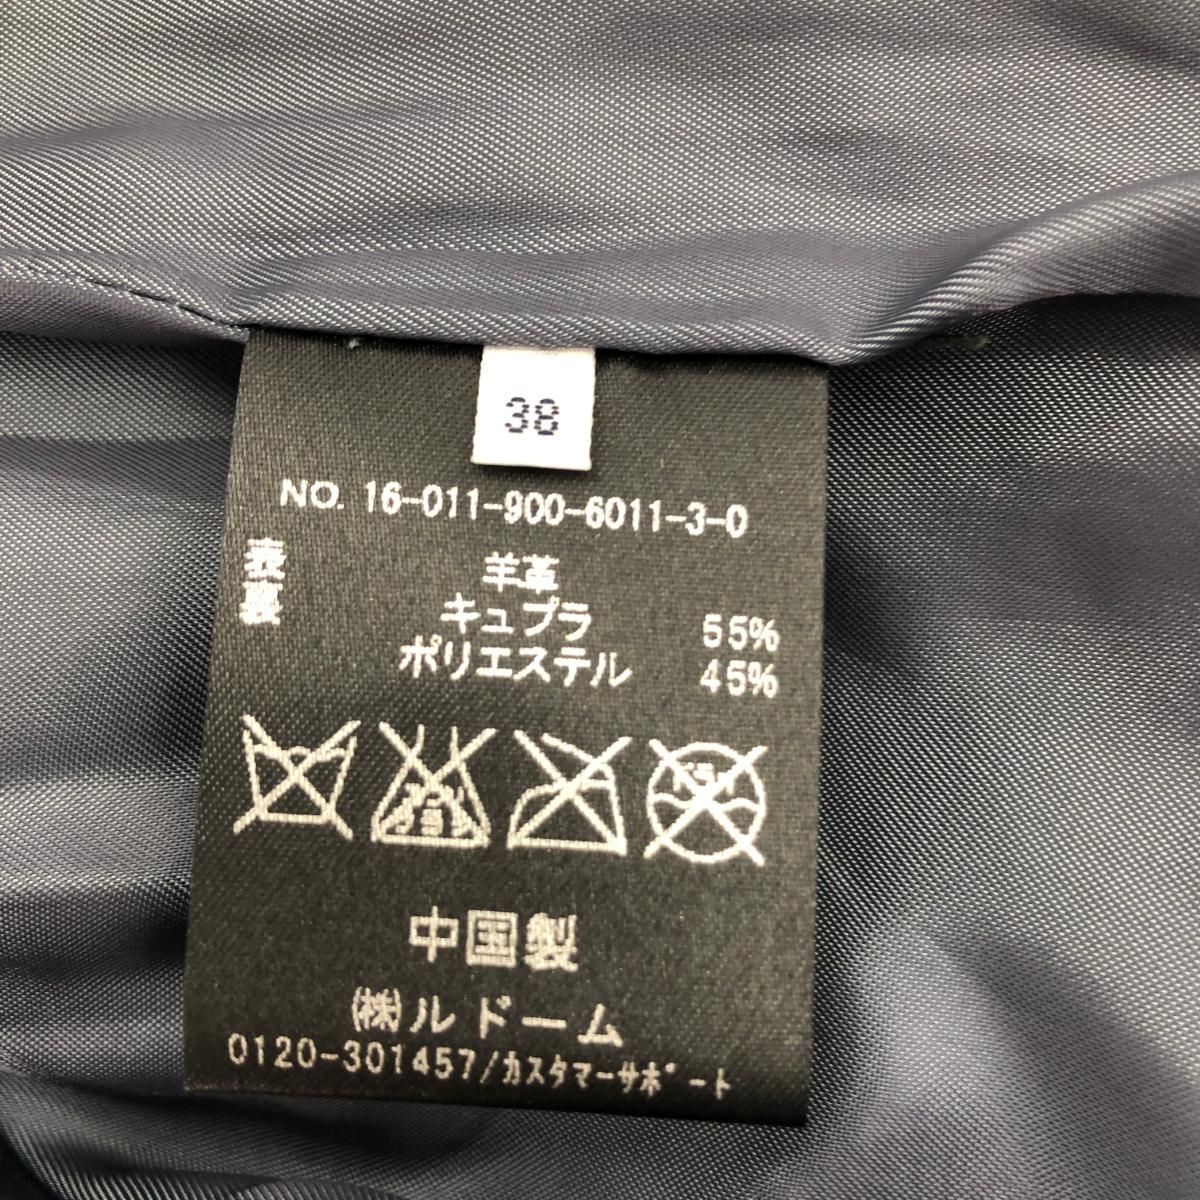 38
NO. 16-011-900-6011-3-0
表 羊革
裏 キュプラ 55%
ポリエステル 45%
中国製
㈱ルドーム
0120-301457/カスタマーサポート